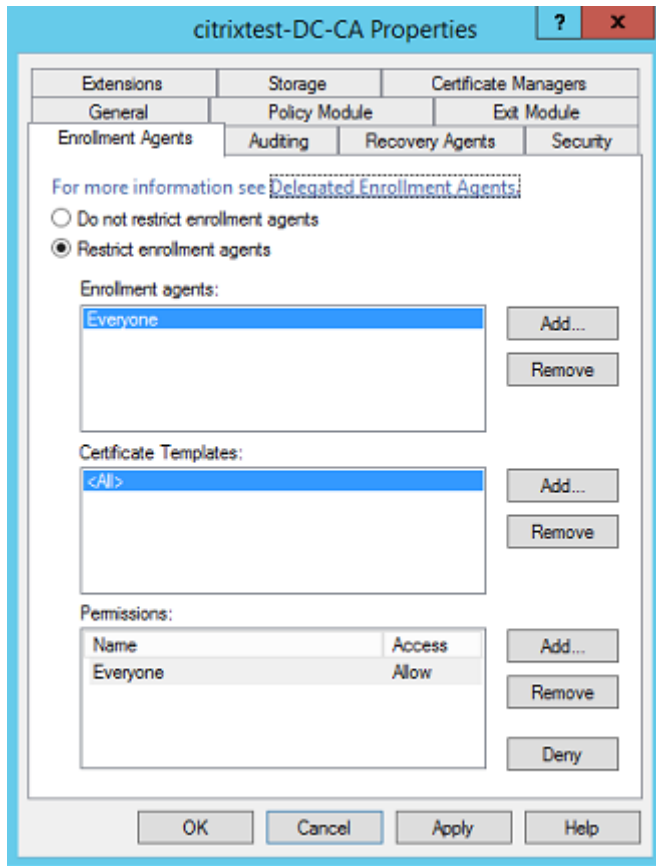 citrixtest-DC-CA Properties
?
x
Extensions
Storage
Certificate Managers
General
Policy Module
Exit Module
Enrollment Agents
Auditing
Recovery Agents
Security
For more information see Delegated Enrollment Agents.
Do not restrict enrollment agents
Restrict enrollment agents
Enrollment agents:
Everyone
Add...
Remove
Certificate Templates:
<All>
Add...
Remove
Permissions:
Name
Access
Everyone
Allow
Add...
Remove
Deny
OK
Cancel
Apply
Help